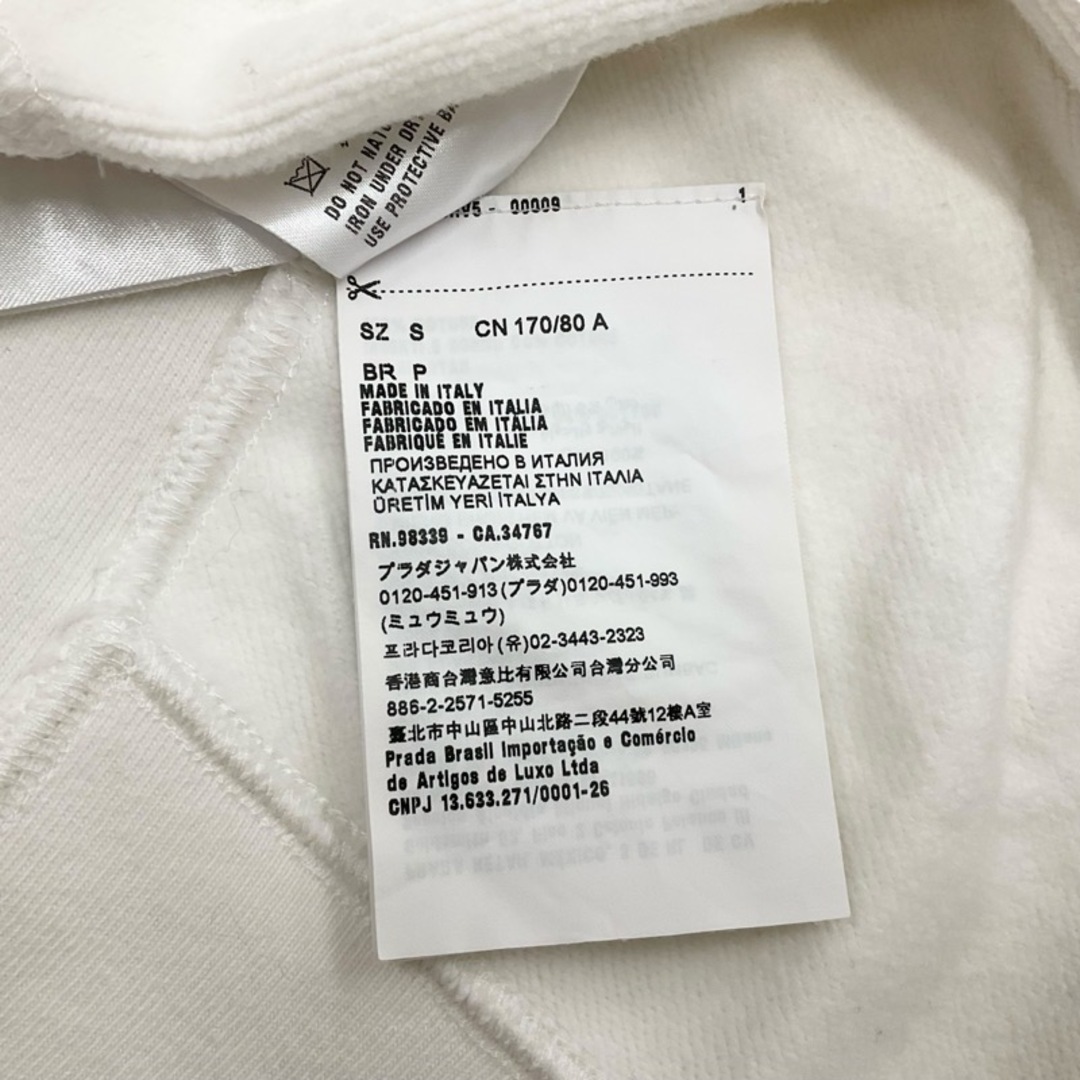 DO NOT
IRON UNDER
USE PROTECTIVE
- 00009 1
SZ S CN 170/80 A
BR P
MADE IN ITALY
FABRICADO EN ITALIA
FABRICADO EM ITÁLIA
FABRIQUÉ EN ITALIE
ПРОИЗВЕДЕНО В ИТАЛИЯ
ΚΑΤΑΣΚΕΥΑΖΕΤΑΙ ΣΤΗΝ ΙΤΑΛΙΑ
ÜRETİM YERİ İTALYA
RN.98339 - CA.34767
プラダジャパン株式会社
0120-451-913(プラダ)0120-451-993
(ミュウミュウ)
프라다코리아(유)02-3443-2323
香港商台灣意比有限公司台灣分公司
886-2-2571-5255
臺北市中山區中山北路二段44號12樓A室
Prada Brasil Importação e Comércio
de Artigos de Luxo Ltda
CNPJ 13.633.271/0001-26